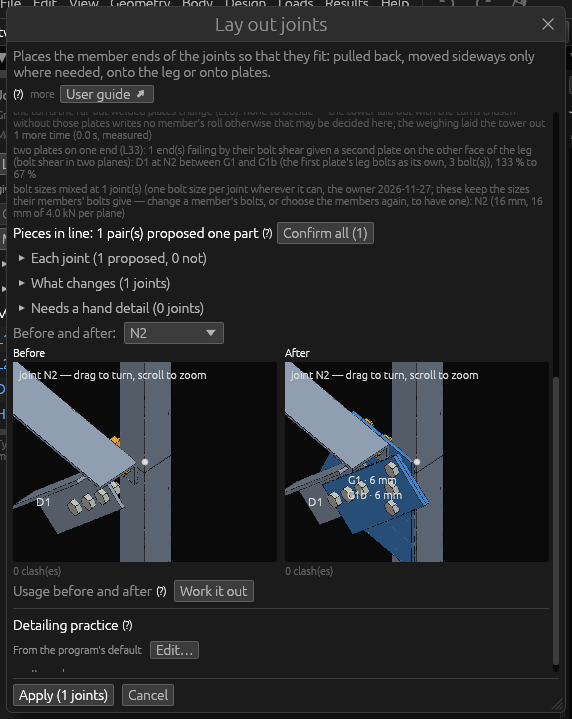 File Edit View Geometry Body Design Loads Results Help
Lay out joints
Places the member ends of the joints so that they fit: pulled back, moved sideways only
where needed, onto the leg or onto plates.
(?) more User guide
without those plates writes no member's roll otherwise that may be decided here; the weighing laid the tower out
1 more time (0.0 s, measured)
two plates on one end (L33): 1 end(s) failing by their bolt shear given a second plate on the other face of the leg
(bolt shear in two planes): D1 at N2 between G1 and G1b (the first plate's leg bolts as its own, 3 bolt(s)), 133 % to
67 %
bolt sizes mixed at 1 joint(s) (one bolt size per joint wherever it can, the owner 2026-11-27; these keep the sizes
their members' bolts give — change a member's bolts, or choose the members again, to have one): N2 (16 mm, 16
mm of 4.0 kN per plane)
Pieces in line: 1 pair(s) proposed one part (?) Confirm all (1)
Each joint (1 proposed, 0 not)
What changes (1 joints)
Needs a hand detail (0 joints)
Before and after: N2
Before After
joint N2 — drag to turn, scroll to zoom joint N2 — drag to turn, scroll to zoom
G1 · 6 mm
G1b · 6 mm
D1 D1
0 clash(es) 0 clash(es)
Usage before and after (?) Work it out
Detailing practice (?)
From the program's default Edit...
Apply (1 joints) Cancel